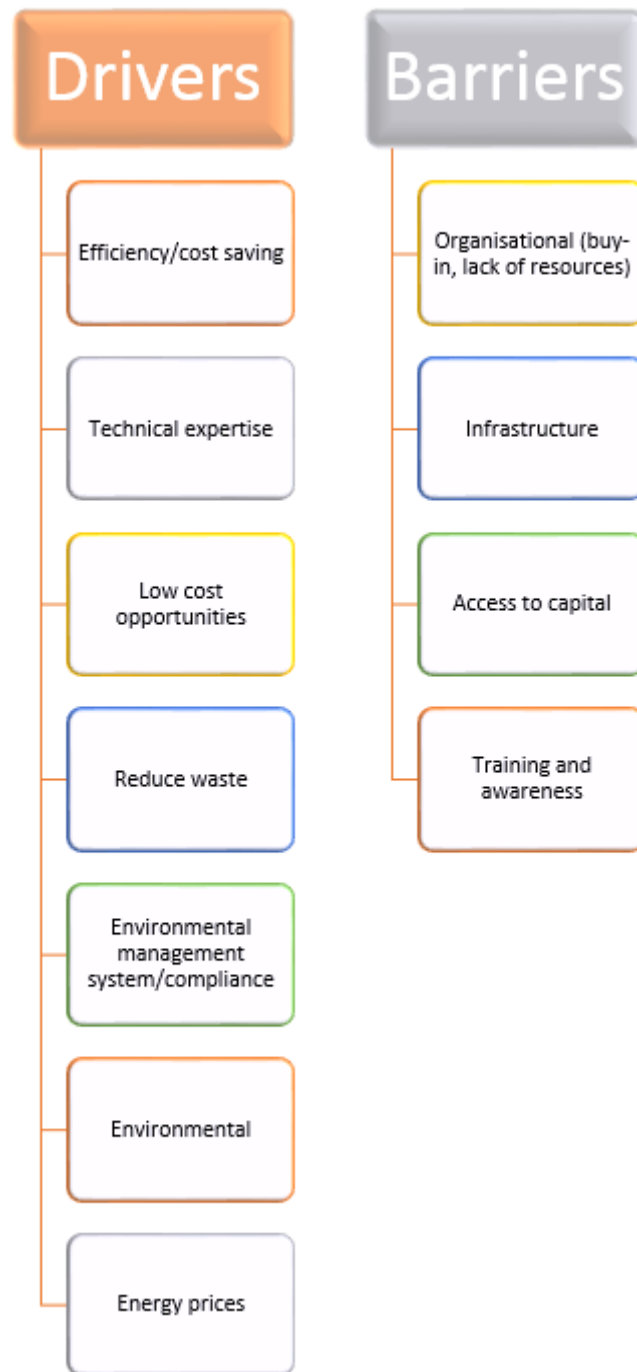 Drivers
Efficiency/cost saving
Technical expertise
Low cost
opportunities
Reduce waste
Environmental
management
system/compliance
Environmental
Energy prices
Barriers
Organisational (buy-
in, lack of resources)
Infrastructure
Access to capital
Training and
awareness